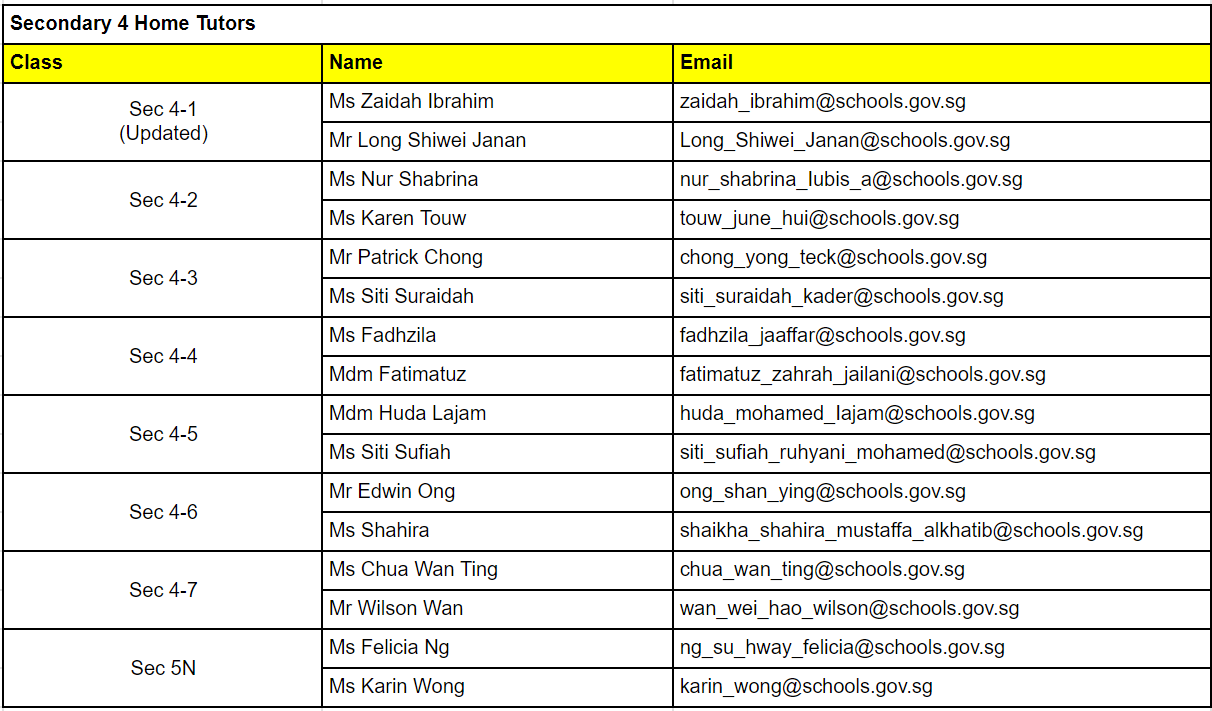 Secondary 4 Home Tutors
Class Name Email
Sec 4-1
(Updated)
Ms Zaidah Ibrahim zaidah_ibrahim@schools.gov.sg
Mr Long Shiwei Janan Long_Shiwei_Janan@schools.gov.sg
Sec 4-2
Ms Nur Shabrina nur_shabrina_lubis_a@schools.gov.sg
Ms Karen Touw touw_june_hui@schools.gov.sg
Sec 4-3
Mr Patrick Chong chong_yong_teck@schools.gov.sg
Ms Siti Suraidah siti_suraidah_kader@schools.gov.sg
Sec 4-4
Ms Fadhzila fadhzila_jaaffar@schools.gov.sg
Mdm Fatimatuz fatimatuz_zahrah_jailani@schools.gov.sg
Sec 4-5
Mdm Huda Lajam huda_mohamed_lajam@schools.gov.sg
Ms Siti Sufiah siti_sufiah_ruhyani_mohamed@schools.gov.sg
Sec 4-6
Mr Edwin Ong ong_shan_ying@schools.gov.sg
Ms Shahira shaikha_shahira_mustaffa_alkhatib@schools.gov.sg
Sec 4-7
Ms Chua Wan Ting chua_wan_ting@schools.gov.sg
Mr Wilson Wan wan_wei_hao_wilson@schools.gov.sg
Sec 5N
Ms Felicia Ng ng_su_hway_felicia@schools.gov.sg
Ms Karin Wong karin_wong@schools.gov.sg